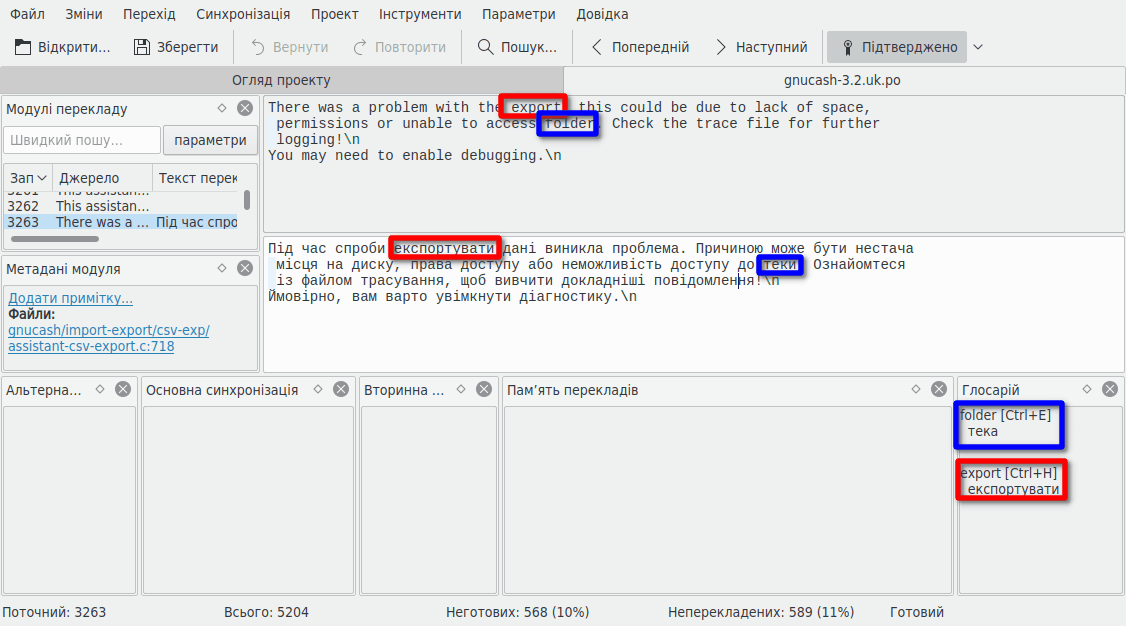 Файл Зміни Перехід Синхронізація Проект Інструменти Параметри Довідка
Відкрити... Зберегти Вернути Повторити Пошук... Попередній Наступний Підтверджено
Огляд проекту gnucash-3.2.uk.po
Модулі перекладу
Швидкий пошу... параметри
Зап Джерело Текст перек
3261 This assistan...
3262 This assistan...
3263 There was a ... Під час спро
Метадані модуля
Додати примітку...
Файли:
gnucash/import-export/csv-exp/
assistant-csv-export.c:718
There was a problem with the export, this could be due to lack of space,
permissions or unable to access folder. Check the trace file for further
logging!\n
You may need to enable debugging.\n
Під час спроби експортувати дані виникла проблема. Причиною може бути нестача
місця на диску, права доступу або неможливість доступу до теки. Ознайомтеся
із файлом трасування, щоб вивчити докладніші повідомлення!\n
Ймовірно, вам варто увімкнути діагностику.\n
Альтерна... Основна синхронізація Вторинна ... Пам’ять перекладів Глосарій
folder [Ctrl+E]
тека
export [Ctrl+H]
експортувати
Поточний: 3263 Всього: 5204 Неготових: 568 (10%) Неперекладених: 589 (11%) Готовий